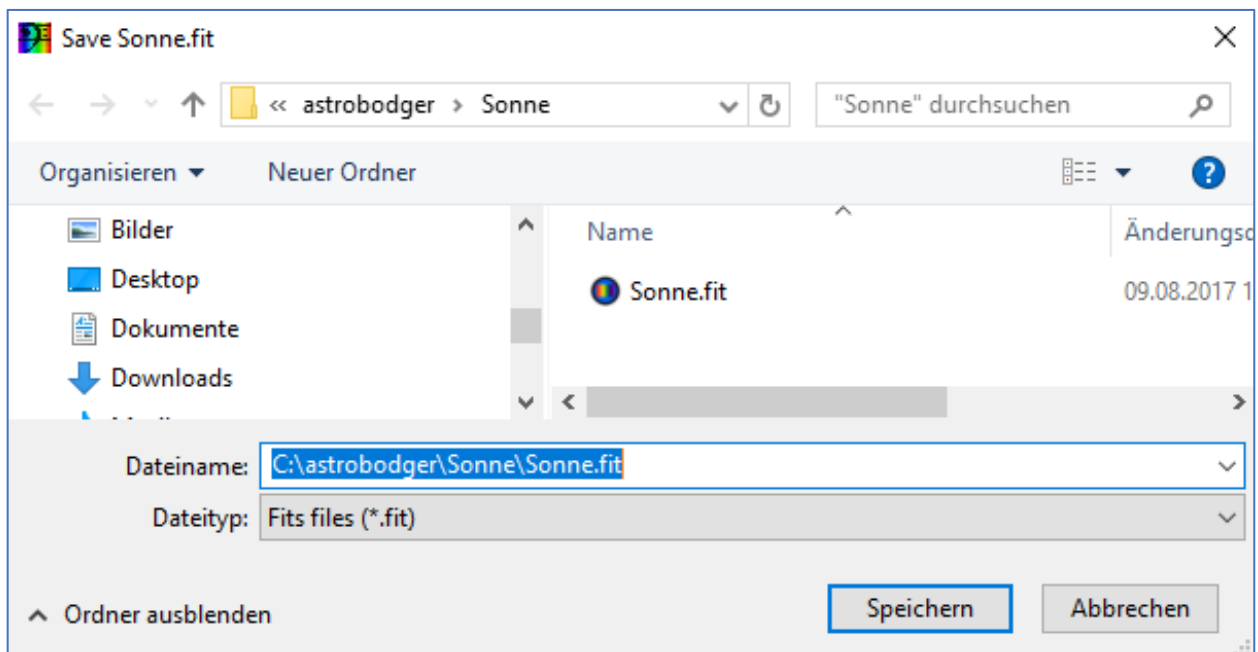 Save Sonne.fit
« astrobodger › Sonne
"Sonne" durchsuchen
Organisieren
Neuer Ordner
Bilder
Desktop
Dokumente
Downloads
Name
Änderungsd
Sonne.fit
09.08.2017 1
Dateiname: C:\astrobodger\Sonne\Sonne.fit
Dateityp: Fits files (*.fit)
Ordner ausblenden
Speichern
Abbrechen